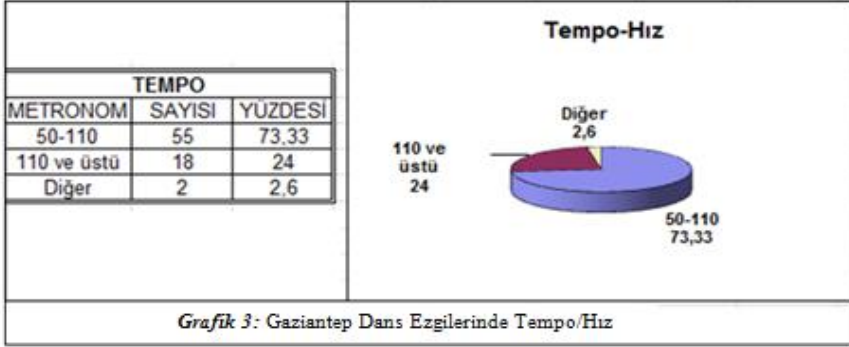 TEMPO
METRONOM SAYISI YÜZDESİ
50-110 55 73,33
110 ve üstü 18 24
Diğer 2 2,6
Tempo-Hız
Diğer
2,6
110 ve
üstü
24
50-110
73,33
Grafik 3: Gaziantep Dans Ezgilerinde Tempo/Hız